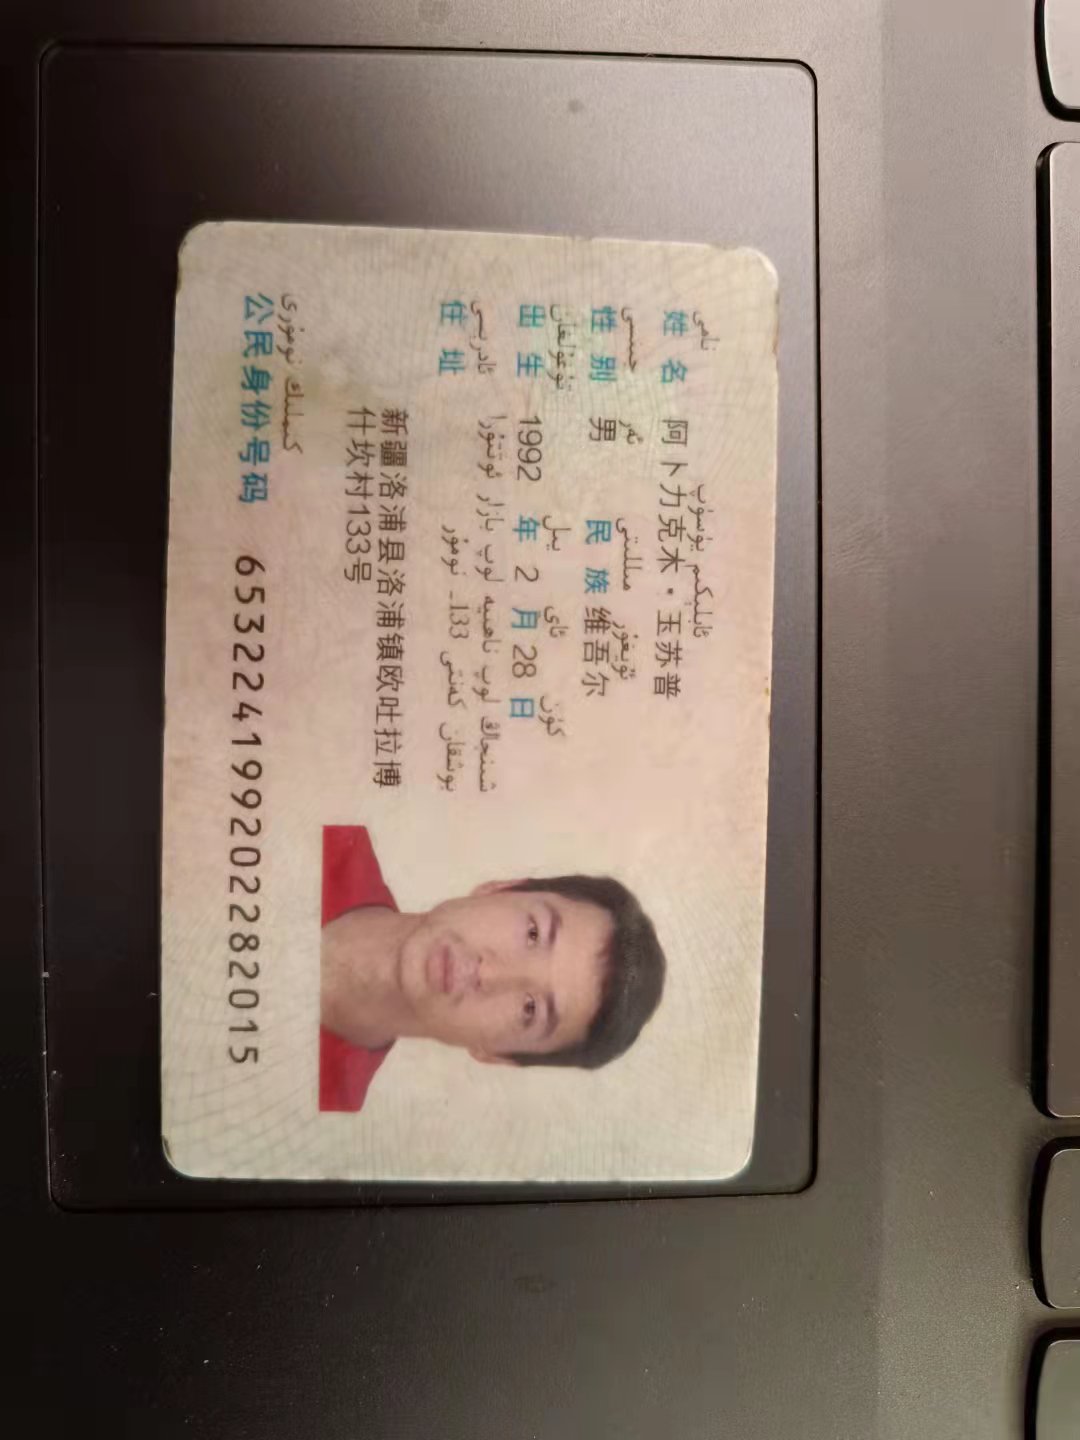 نامى ئابلېكىم يۈسۈپ
姓 名 阿卜力克木·玉苏普
جىنسى ئەر مىللىتى ئۇيغۇر
性 别 男 民 族 维吾尔
تۇغۇلغان يىل ئاي كۈن
出 生 1992 年 2 月 28 日
ئادرېسى شىنجاڭ لوپ ناھىيە لوپ بازار ئوتتۇرا
住 址 بوشقان كەنتى 133ـ نومۇر
新疆洛浦县洛浦镇欧吐拉博
什坎村133号
كىملىك نومۇرى
公民身份号码 653224199202282015